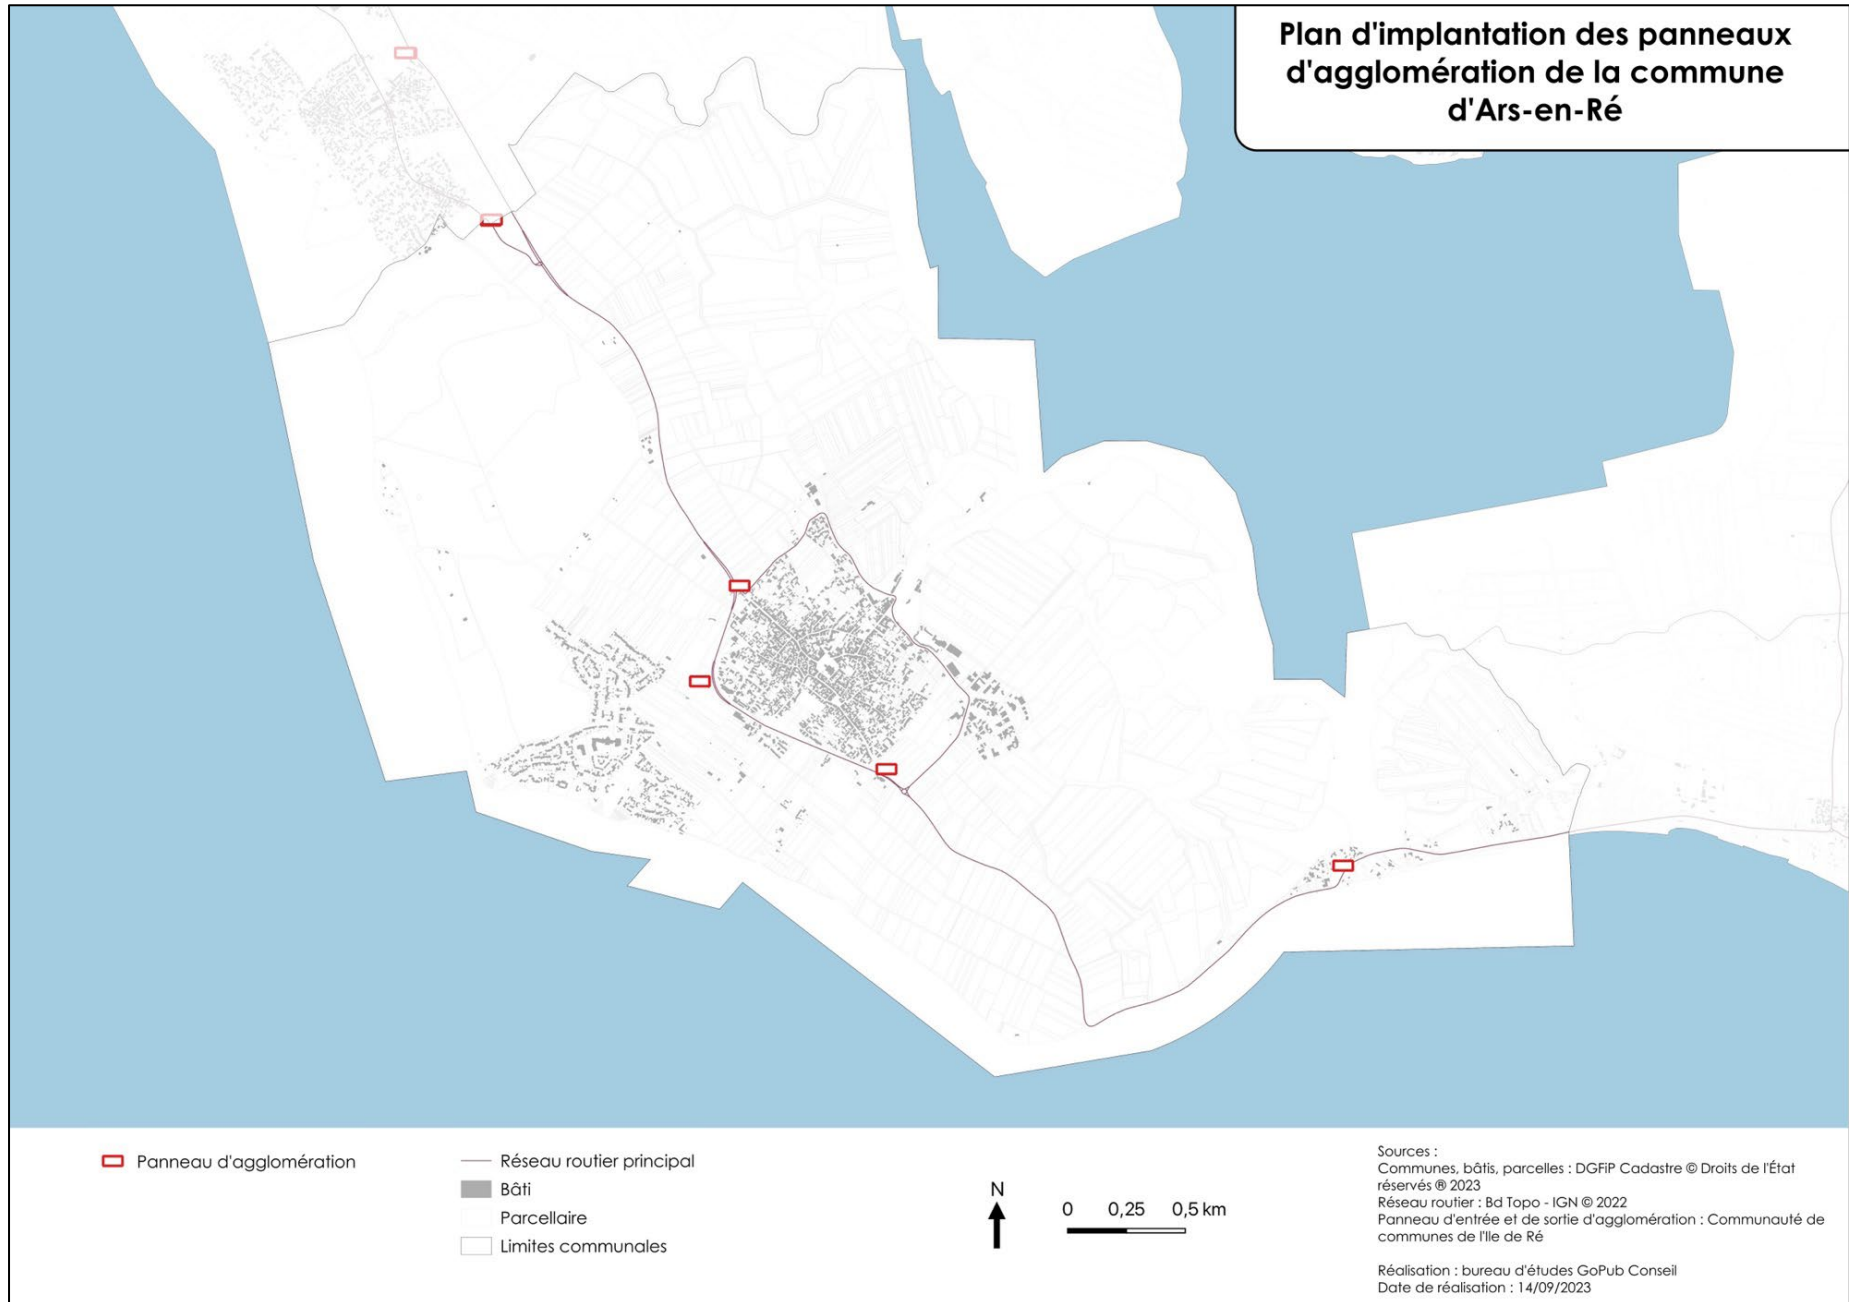 Plan d'implantation des panneaux
d'agglomération de la commune
d'Ars-en-Ré
Panneau d'agglomération
Réseau routier principal
Bâti
Parcellaire
Limites communales
N
0 0,25 0,5 km
Sources :
Communes, bâtis, parcelles : DGFiP Cadastre © Droits de l'État
réservés ® 2023
Réseau routier : Bd Topo - IGN © 2022
Panneau d'entrée et de sortie d'agglomération : Communauté de
communes de l'Ile de Ré
Réalisation : bureau d'études GoPub Conseil
Date de réalisation : 14/09/2023